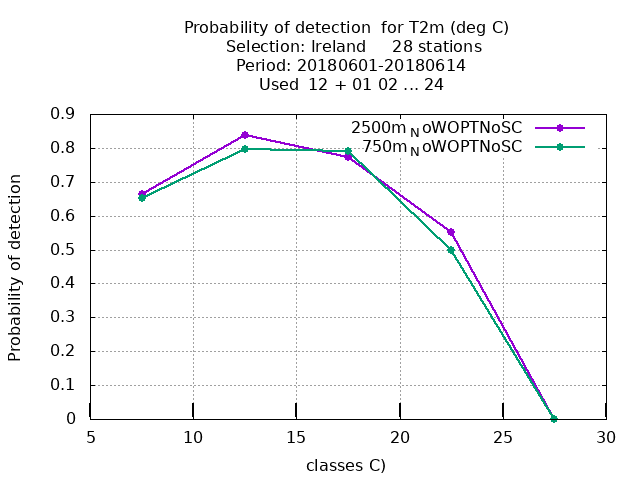 Probability of detection  for T2m (deg C)
Selection: Ireland     28 stations
Period: 20180601-20180614
Used  12 + 01 02 ... 24
2500m_NoWOPTNoSC
750m_NoWOPTNoSC
Probability of detection
0.9
0.8
0.7
0.6
0.5
0.4
0.3
0.2
0.1
0
5 10 15 20 25 30
classes C)